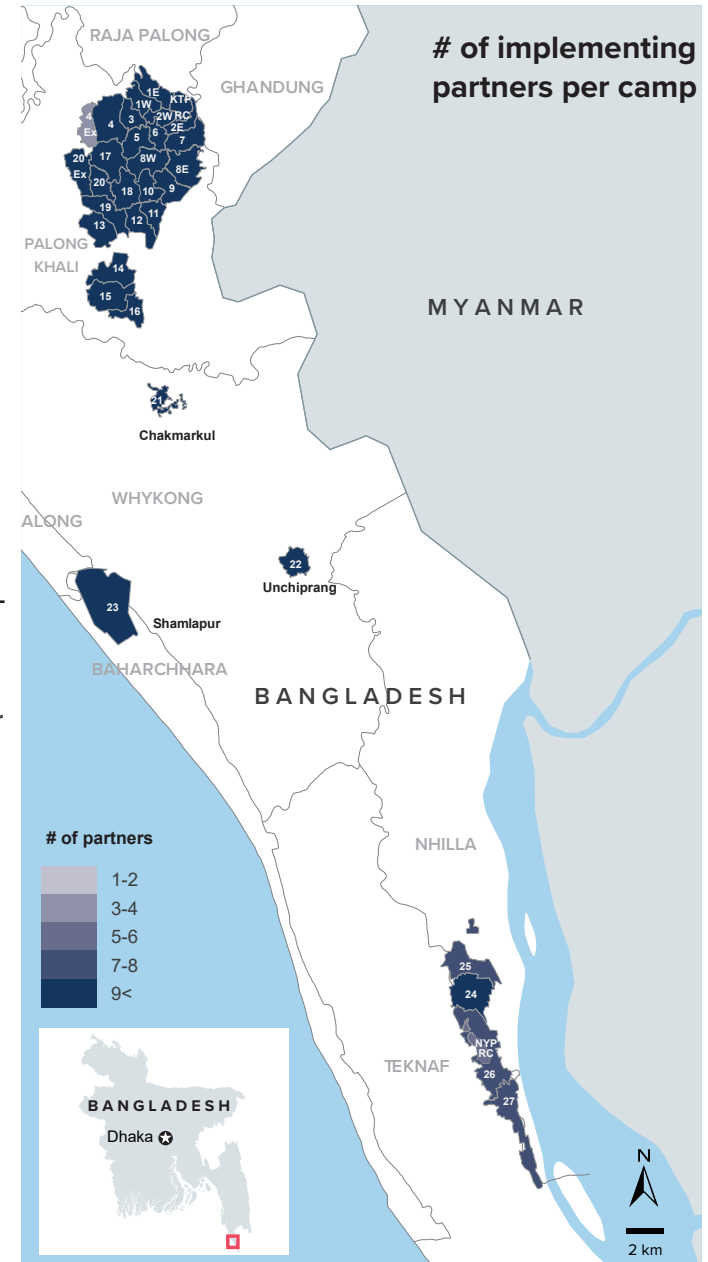 # of implementing
partners per camp
RAJA PALONG
GHANDUNG
1E
1W
KTP
RC
2W
2E
3
4
4
Ex
5
6
7
8W
8E
17
20
Ex
20
18
10
9
19
11
12
13
PALONG
KHALI
14
15
16
MYANMAR
21
Chakmarkul
WHYKONG
ALONG
22
Unchiprang
23
Shamlapur
BAHARCHHARA
BANGLADESH
NHILLA
25
24
NYP
RC
26
27
TEKNAF
# of partners
1-2
3-4
5-6
7-8
9<
BANGLADESH
Dhaka
N
2 km